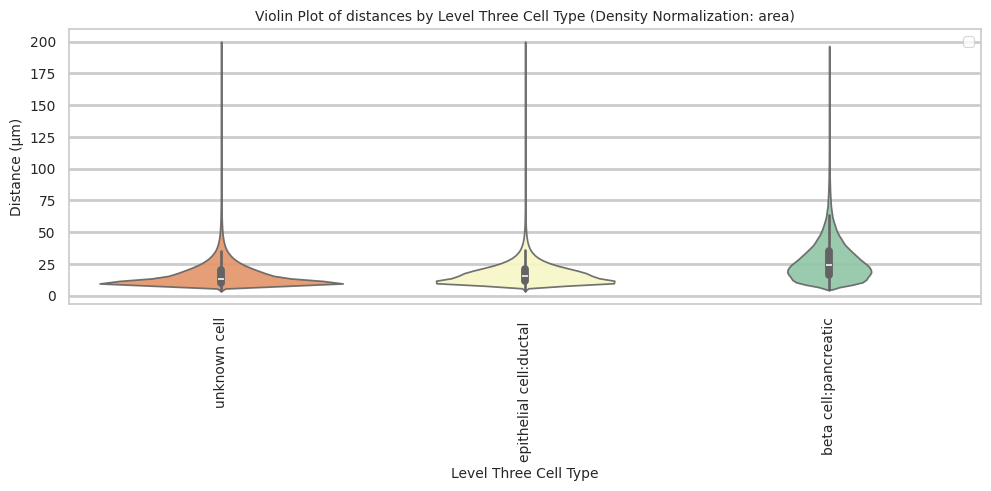 Violin Plot of distances by Level Three Cell Type (Density Normalization: area)
200
175
150
125
100
75
50
25
0
Distance (μm)
unknown cell
epithelial cell:ductal
beta cell:pancreatic
Level Three Cell Type